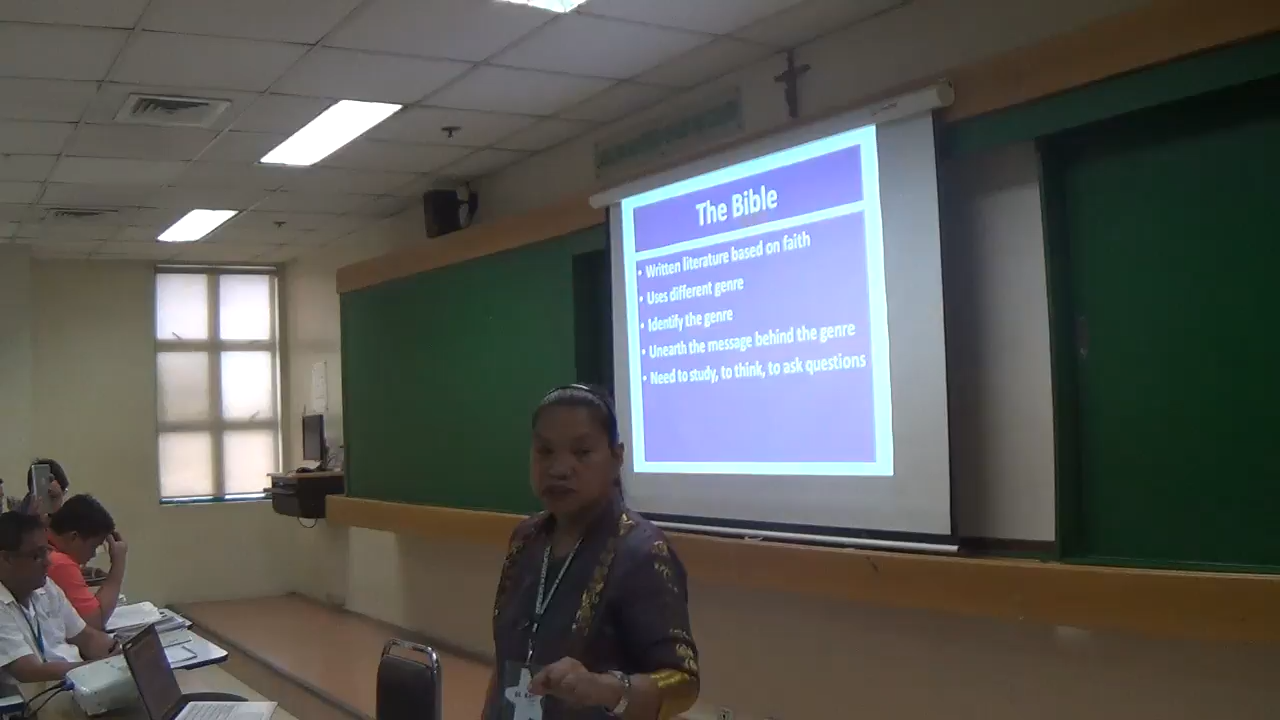 The Bible
• Written literature based on faith
• Uses different genre
• Identify the genre
• Unearth the message behind the genre
• Need to study, to think, to ask questions